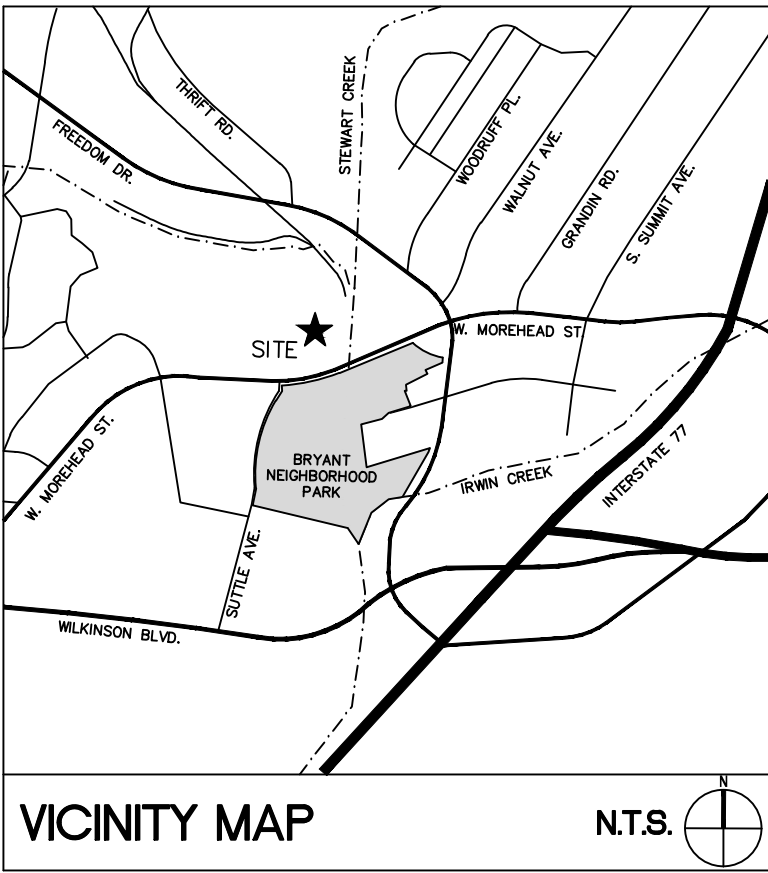 THRIFT RD.
STEWART CREEK
FREEDOM DR.
WOODRUFF PL.
WALNUT AVE.
GRANDIN RD.
S. SUMMIT AVE.
SITE
W. MOREHEAD ST.
BRYANT
NEIGHBORHOOD
PARK
W. MOREHEAD ST.
IRWIN CREEK
INTERSTATE 77
SUTTLE AVE.
WILKINSON BLVD.
VICINITY MAP
N.T.S.
N